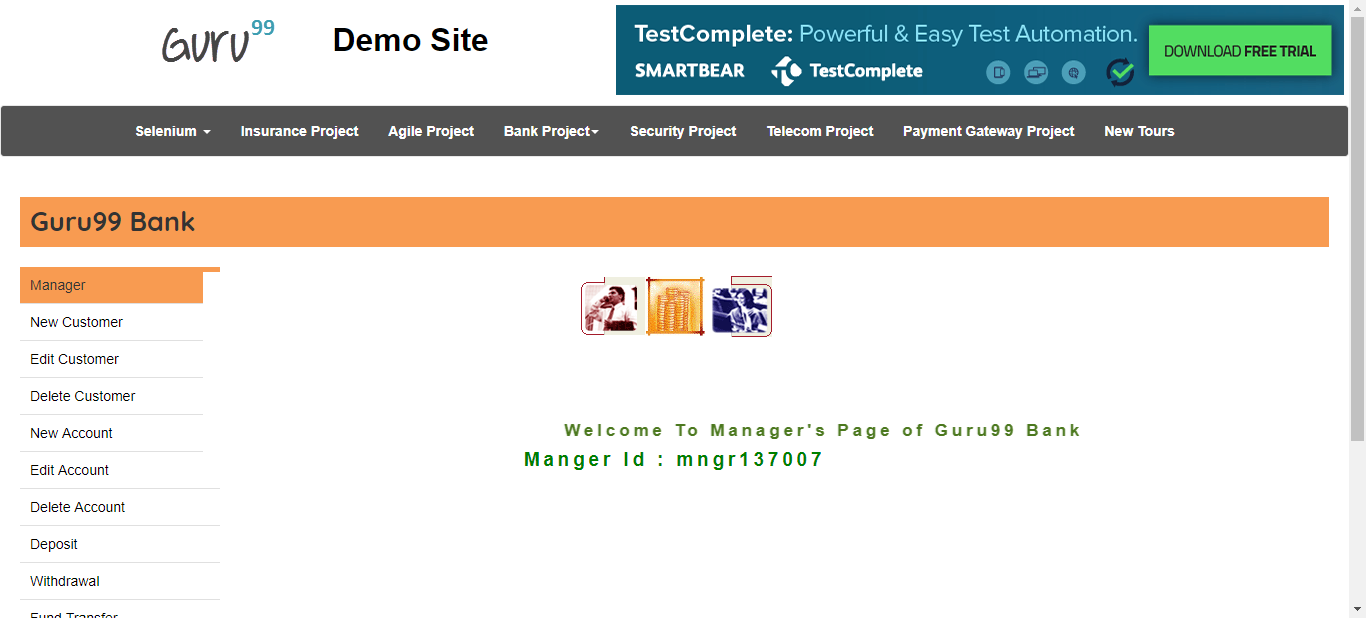 Guru99
Demo Site
TestComplete: Powerful & Easy Test Automation.
SMARTBEAR TestComplete
DOWNLOAD FREE TRIAL
Selenium Insurance Project Agile Project Bank Project Security Project Telecom Project Payment Gateway Project New Tours
Guru99 Bank
Manager
New Customer
Edit Customer
Delete Customer
New Account
Edit Account
Delete Account
Deposit
Withdrawal
Fund Transfer
Welcome To Manager's Page of Guru99 Bank
Manger Id : mngr137007